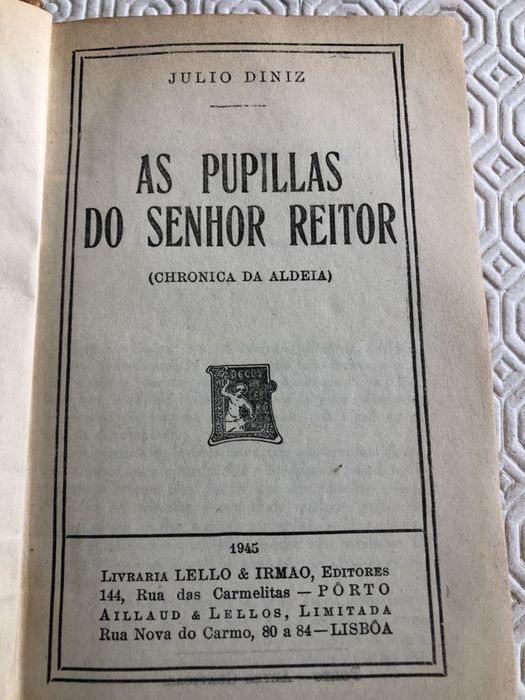 JULIO DINIZ
AS PUPILLAS
DO SENHOR REITOR
(CHRONICA DA ALDEIA)
DECUS
1945
LIVRARIA LELLO & IRMAO, EDITORES
144, Rua das Carmelitas — PÔRTO
AILLAUD & LELLOS, LIMITADA
Rua Nova do Carmo, 80 a 84—LISBÔA